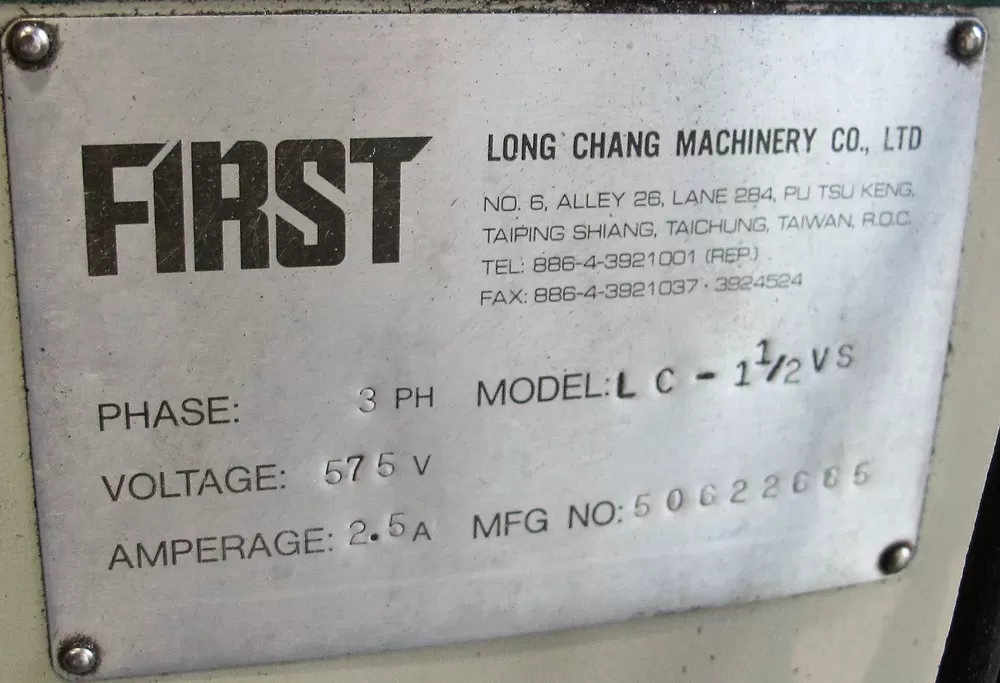 FIRST
LONG CHANG MACHINERY CO., LTD
NO. 6, ALLEY 26, LANE 284, PU TSU KENG,
TAIPING SHIANG, TAICHUNG, TAIWAN, R.O.C.
TEL: 886-4-3921001 (REP.)
FAX: 886-4-3921037 · 3924524
PHASE: 3 PH
MODEL: LC-1 1/2 VS
VOLTAGE: 575 V
AMPERAGE: 2.5 A
MFG NO: 50622665